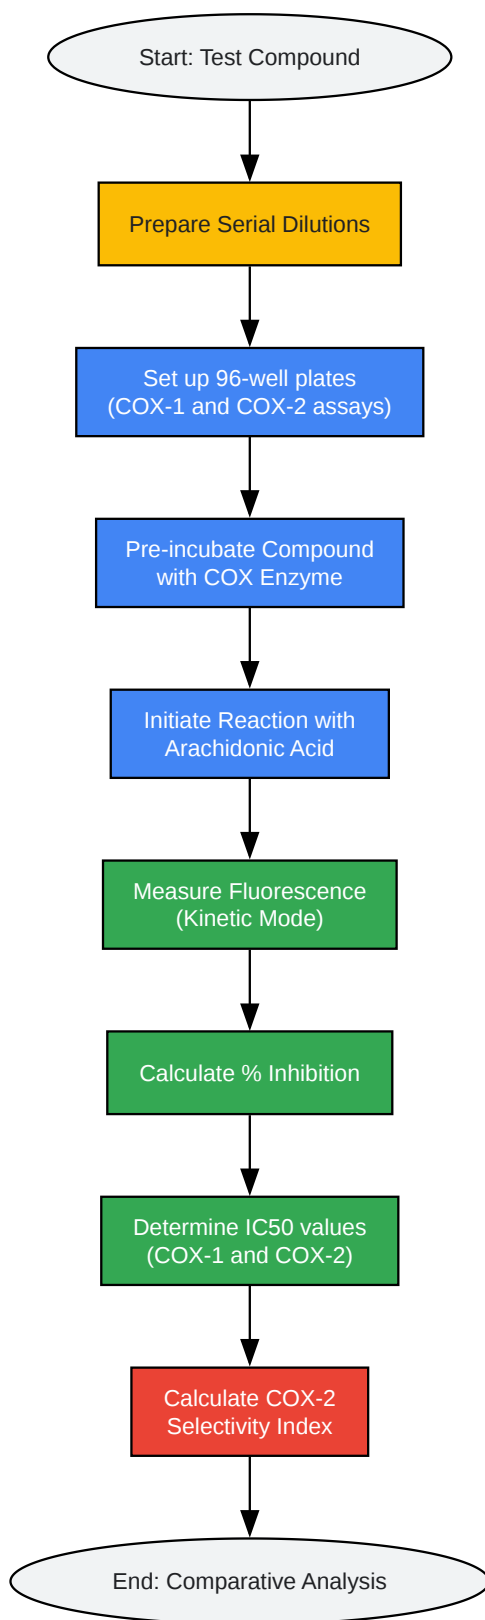 Start: Test Compound
Prepare Serial Dilutions
Set up 96-well plates
(COX-1 and COX-2 assays)
Pre-incubate Compound
with COX Enzyme
Initiate Reaction with
Arachidonic Acid
Measure Fluorescence
(Kinetic Mode)
Calculate % Inhibition
Determine IC50 values
(COX-1 and COX-2)
Calculate COX-2
Selectivity Index
End: Comparative Analysis